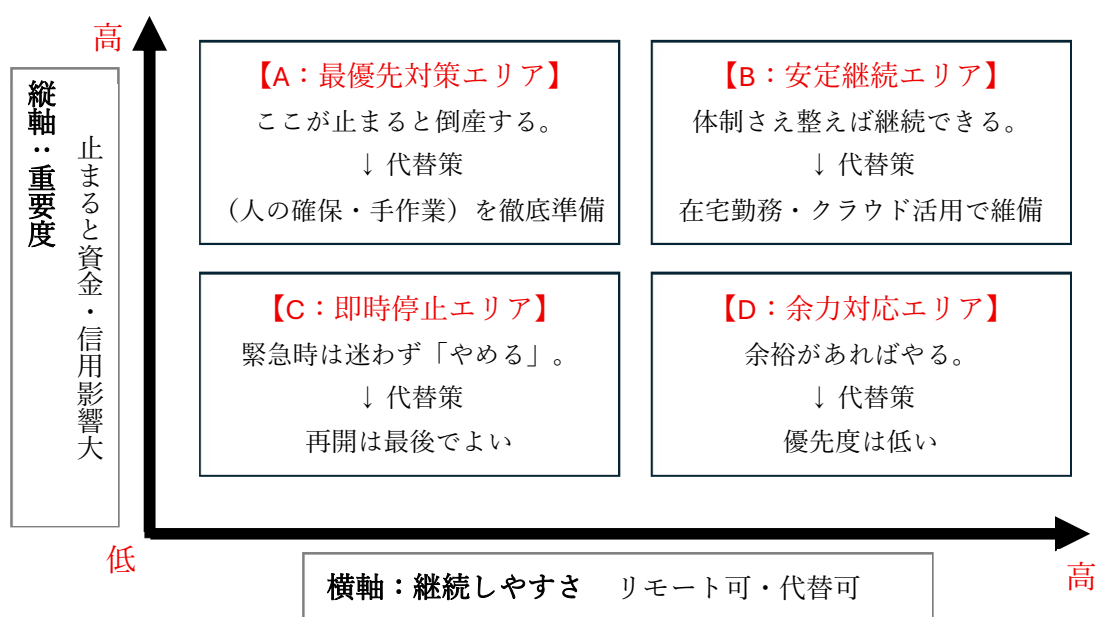 高
縦軸：重要度
止まると資金・信用影響大
【A：最優先対策エリア】
ここが止まると倒産する。
↓ 代替策
（人の確保・手作業）を徹底準備
【B：安定継続エリア】
体制さえ整えば継続できる。
↓ 代替策
在宅勤務・クラウド活用で維備
【C：即時停止エリア】
緊急時は迷わず「やめる」。
↓ 代替策
再開は最後でよい
【D：余力対応エリア】
余裕があればやる。
↓ 代替策
優先度は低い
低
横軸：継続しやすさ　リモート可・代替可
高